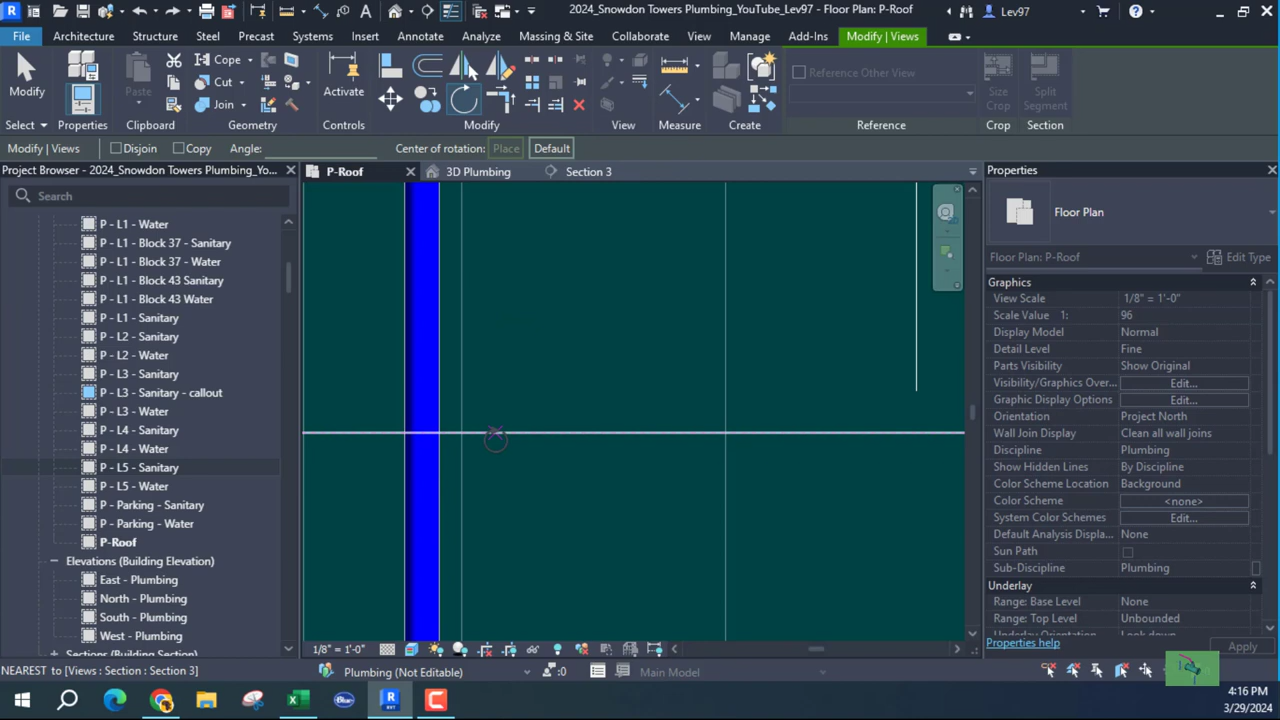 2024_Snowdon Towers Plumbing_YouTube_Lev97 - Floor Plan: P-Roof
Lev97
File Architecture Structure Steel Precast Systems Insert Annotate Analyze Massing & Site Collaborate View Manage Add-Ins Modify | Views
Modify
Paste
Cope
Cut
Join
Activate
Reference Other View
Size Crop
Split Segment
Select Properties Clipboard Geometry Controls Modify View Measure Create Reference Crop Section
Modify | Views Disjoin Copy Angle: Center of rotation: Place Default
Project Browser - 2024_Snowdon Towers Plumbing_Yo...
P-Roof 3D Plumbing Section 3
Properties
Search
Floor Plan
P - L1 - Water
P - L1 - Block 37 - Sanitary
P - L1 - Block 37 - Water
P - L1 - Block 43 Sanitary
P - L1 - Block 43 Water
P - L1 - Sanitary
P - L2 - Sanitary
P - L2 - Water
P - L3 - Sanitary
P - L3 - Sanitary - callout
P - L3 - Water
P - L4 - Sanitary
P - L4 - Water
P - L5 - Sanitary
P - L5 - Water
P - Parking - Sanitary
P - Parking - Water
P-Roof
Elevations (Building Elevation)
East - Plumbing
North - Plumbing
South - Plumbing
West - Plumbing
Sections (Building Section)
Floor Plan: P-Roof Edit Type
Graphics
View Scale 1/8" = 1'-0"
Scale Value 1: 96
Display Model Normal
Detail Level Fine
Parts Visibility Show Original
Visibility/Graphics Over... Edit...
Graphic Display Options Edit...
Orientation Project North
Wall Join Display Clean all wall joins
Discipline Plumbing
Show Hidden Lines By Discipline
Color Scheme Location Background
Color Scheme <none>
System Color Schemes Edit...
Default Analysis Displa... None
Sun Path
Sub-Discipline Plumbing
Underlay
Range: Base Level None
Range: Top Level Unbounded
Underlay Orientation Look down
Properties help Apply
1/8" = 1'-0"
NEAREST to [Views : Section 3]
Plumbing (Not Editable)
:0
Main Model
4:16 PM
3/29/2024